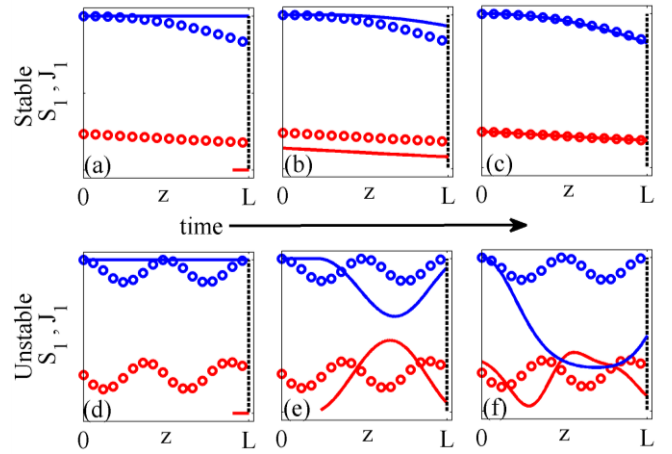 Stable
S₁ , J₁
(a) (b) (c)
0 z L 0 z L 0 z L
time
Unstable
S₁ , J₁
(d) (e) (f)
0 z L 0 z L 0 z L